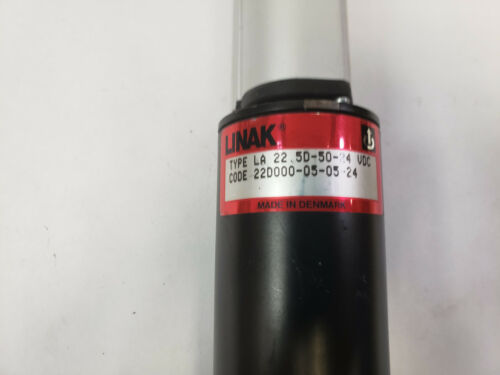 LINAK®
TYPE LA 22.5D-50-24 VDC
CODE 22D000-05-05-24
MADE IN DENMARK